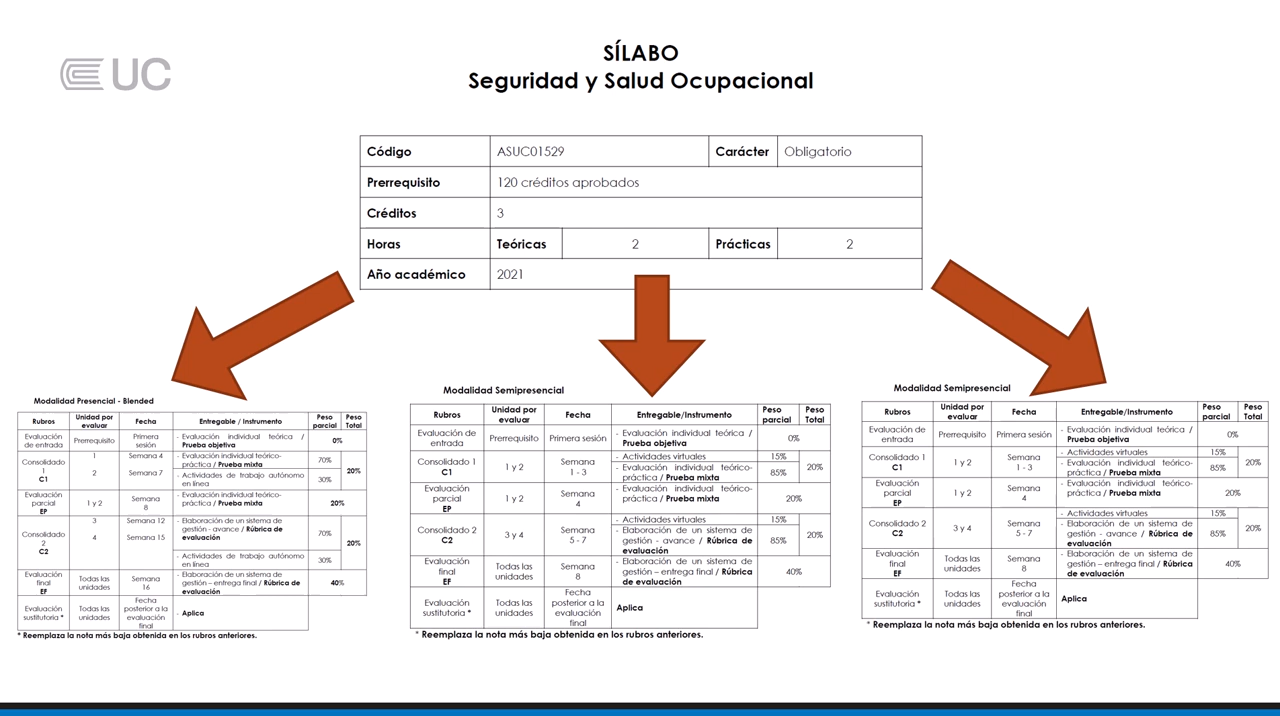 UC
SÍLABO
Seguridad y Salud Ocupacional
Código ASUC01529 Carácter Obligatorio
Prerrequisito 120 créditos aprobados
Créditos 3
Horas Teóricas 2 Prácticas 2
Año académico 2021
Modalidad Presencial - Blended
Rubros Unidad por evaluar Fecha Entregable / Instrumento Peso parcial Peso Total
Evaluación de entrada Prerrequisito Primera sesión - Evaluación individual teórica / Prueba objetiva 0%
Consolidado 1 C1 1 Semana 4 - Evaluación individual teórico-práctica / Prueba mixta 70% 20%
2 Semana 7 - Actividades de trabajo autónomo en línea 30%
Evaluación parcial EP 1 y 2 Semana 8 - Evaluación individual teórico-práctica / Prueba mixta 20%
Consolidado 2 C2 3 Semana 12 - Elaboración de un sistema de gestión - avance / Rúbrica de evaluación 70% 20%
4 Semana 15 - Actividades de trabajo autónomo en línea 30%
Evaluación final EF Todas las unidades Semana 16 - Elaboración de un sistema de gestión – entrega final / Rúbrica de evaluación 40%
Evaluación sustitutoria * Todas las unidades Fecha posterior a la evaluación final - Aplica
* Reemplaza la nota más baja obtenida en los rubros anteriores.
Modalidad Semipresencial
Rubros Unidad por evaluar Fecha Entregable/Instrumento Peso parcial Peso Total
Evaluación de entrada Prerrequisito Primera sesión - Evaluación individual teórica / Prueba objetiva 0%
Consolidado 1 C1 1 y 2 Semana 1 - 3 - Actividades virtuales 15% 20%
- Evaluación individual teórico-práctica / Prueba mixta 85%
Evaluación parcial EP 1 y 2 Semana 4 - Evaluación individual teórico-práctica / Prueba mixta 20%
Consolidado 2 C2 3 y 4 Semana 5 - 7 - Actividades virtuales 15% 20%
- Elaboración de un sistema de gestión - avance / Rúbrica de evaluación 85%
Evaluación final EF Todas las unidades Semana 8 - Elaboración de un sistema de gestión – entrega final / Rúbrica de evaluación 40%
Evaluación sustitutoria * Todas las unidades Fecha posterior a la evaluación final Aplica
* Reemplaza la nota más baja obtenida en los rubros anteriores.
Modalidad Semipresencial
Rubros Unidad por evaluar Fecha Entregable/Instrumento Peso parcial Peso Total
Evaluación de entrada Prerrequisito Primera sesión - Evaluación individual teórica / Prueba objetiva 0%
Consolidado 1 C1 1 y 2 Semana 1 - 3 - Actividades virtuales 15% 20%
- Evaluación individual teórico-práctica / Prueba mixta 85%
Evaluación parcial EP 1 y 2 Semana 4 - Evaluación individual teórico-práctica / Prueba mixta 20%
Consolidado 2 C2 3 y 4 Semana 5 - 7 - Actividades virtuales 15% 20%
- Elaboración de un sistema de gestión - avance / Rúbrica de evaluación 85%
Evaluación final EF Todas las unidades Semana 8 - Elaboración de un sistema de gestión – entrega final / Rúbrica de evaluación 40%
Evaluación sustitutoria * Todas las unidades Fecha posterior a la evaluación final Aplica
* Reemplaza la nota más baja obtenida en los rubros anteriores.